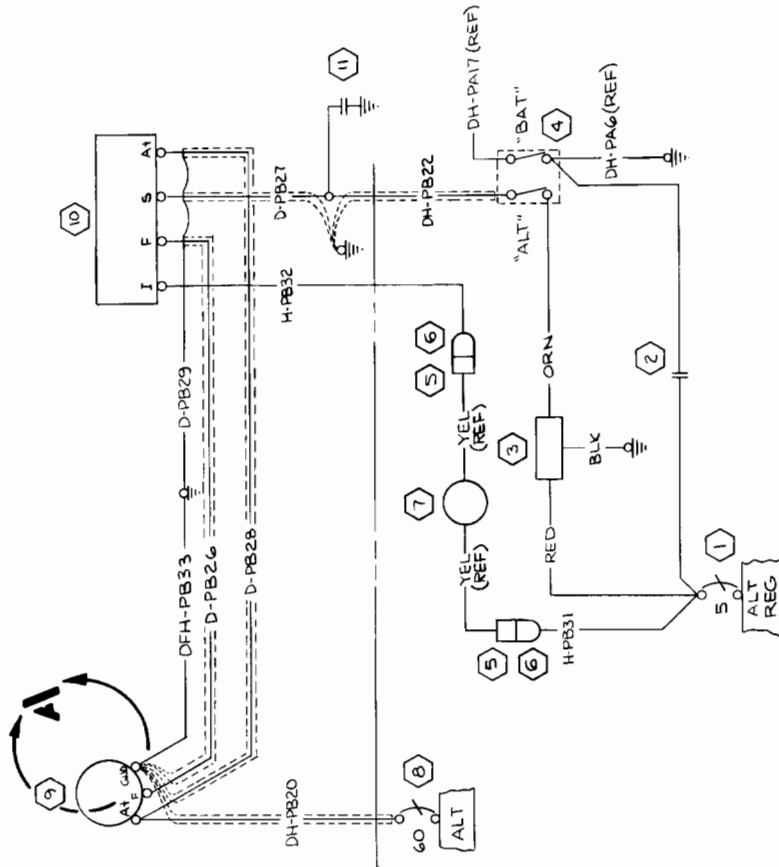 11
DH-PA17 (REF)
"BAT"
4
DH-PA6 (REF)
10
A+
S
F
I
D-PB27
DH-PB22
"ALT"
H-PB32
6
5
ORN
2
D-PB29
YEL
(REF)
3
BLK
7
DFH-PB33
D-PB26
D-PB28
YEL
(REF)
RED
1
5
6
H-PB31
5
ALT
REG
9
A+
F
GND
DH-PB20
8
60
ALT